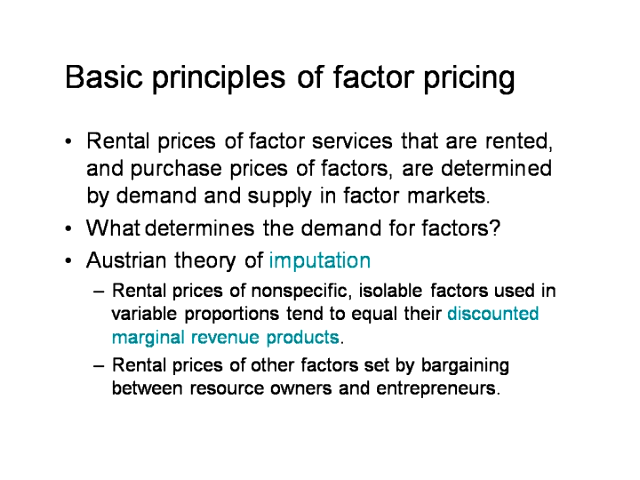 Basic principles of factor pricing
• Rental prices of factor services that are rented,
and purchase prices of factors, are determined
by demand and supply in factor markets.
• What determines the demand for factors?
• Austrian theory of imputation
– Rental prices of nonspecific, isolable factors used in
variable proportions tend to equal their discounted
marginal revenue products.
– Rental prices of other factors set by bargaining
between resource owners and entrepreneurs.